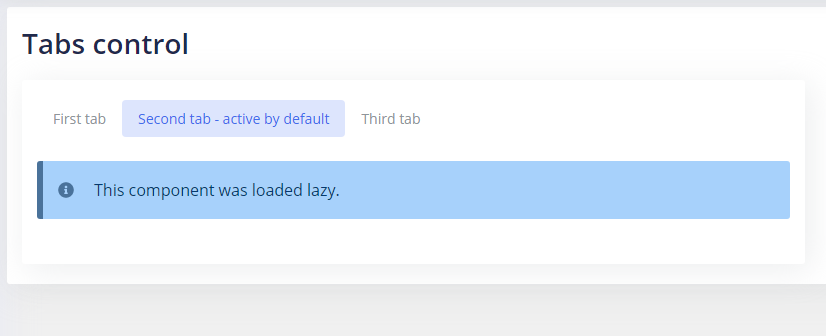 Tabs control
First tab Second tab - active by default Third tab
This component was loaded lazy.